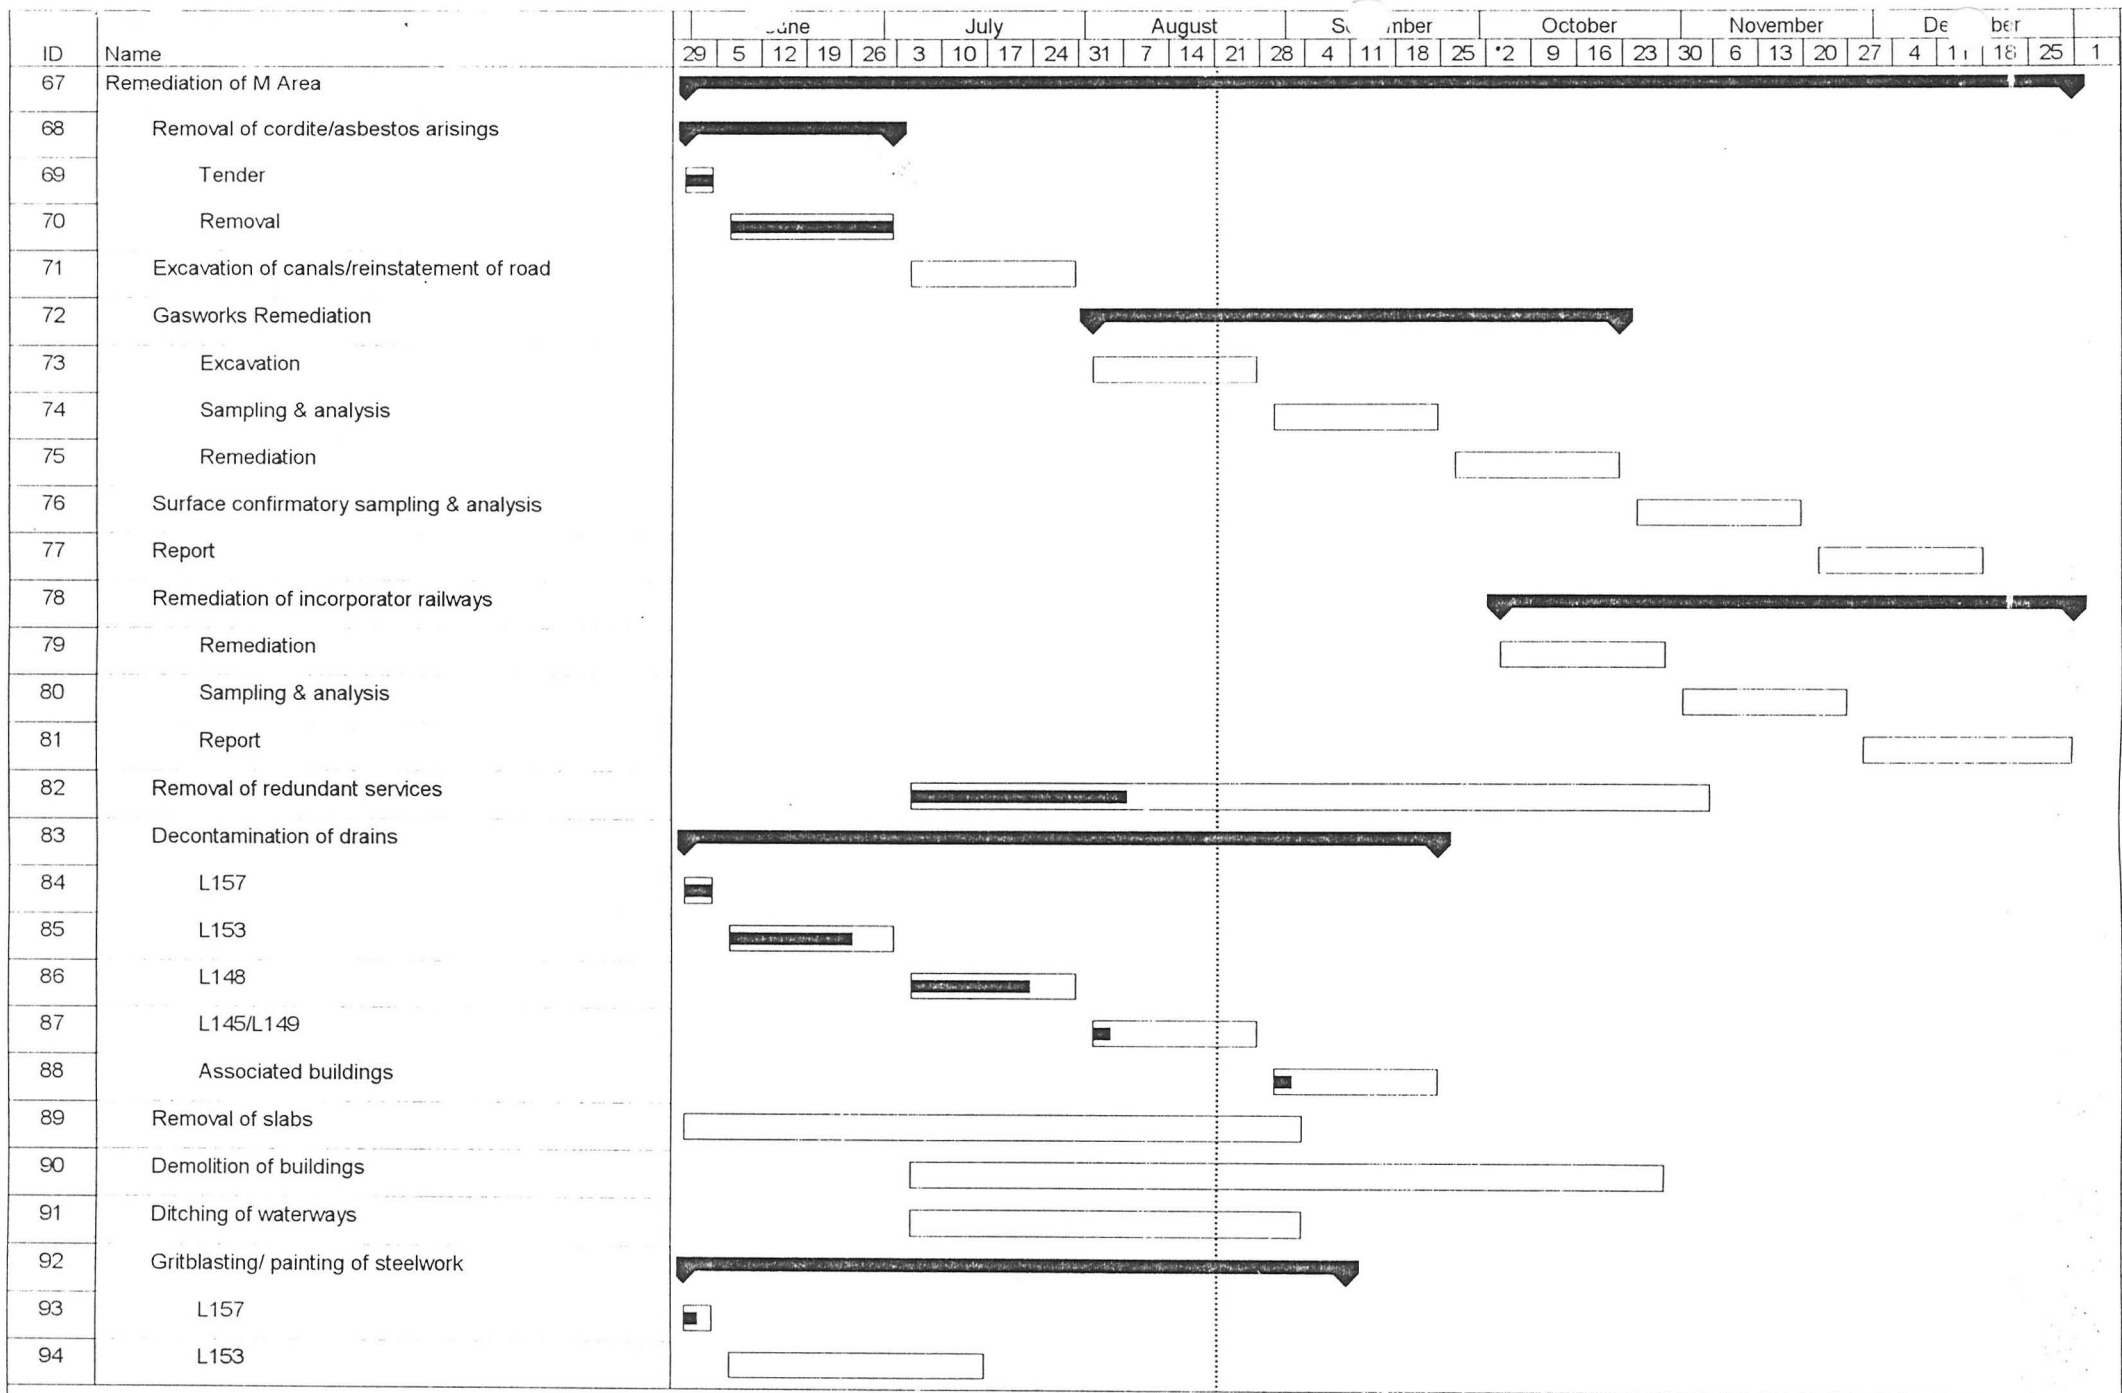 July August October November
ID Name 29 5 12 19 26 3 10 17 24 31 7 14 21 28 4 11 18 25 2 9 16 23 30 6 13 20 27 4 18 25 1
67 Remediation of M Area
68 Removal of cordite/asbestos arisings
69 Tender
70 Removal
71 Excavation of canals/reinstatement of road
72 Gasworks Remediation
73 Excavation
74 Sampling & analysis
75 Remediation
76 Surface confirmatory sampling & analysis
77 Report
78 Remediation of incorporator railways
79 Remediation
80 Sampling & analysis
81 Report
82 Removal of redundant services
83 Decontamination of drains
84 L157
85 L153
86 L148
87 L145/L149
88 Associated buildings
89 Removal of slabs
90 Demolition of buildings
91 Ditching of waterways
92 Gritblasting/ painting of steelwork
93 L157
94 L153